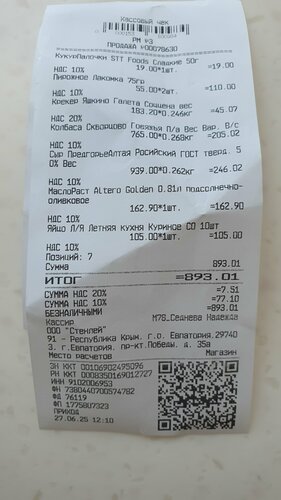 Кассовый чек
РМ #3
ПРОДАЖА №00078630
КукурПалочки STT Foods Сладкие 50г
19.00*1шт. =19.00
НДС 10%
Пирожное Лакомка 75гр
55.00*2шт. =110.00
НДС 20%
Крекер Яшкино Галета Соццена вес
183.20*0.246кг =45.07
НДС 20%
Колбаса Скворцово Говяжья П/а Вес Вар. В/с
765.00*0.268кг =205.02
НДС 10%
Сыр ПредгорьеАлтая Росийский ГОСТ тверд. 5
0% Вес
939.00*0.262кг =246.02
НДС 10%
МаслоРаст Altero Golden 0.81л подсолнечно-
оливковое
162.90*1шт. =162.90
НДС 10%
Яйцо Л/Я Летняя кухня Куриное СО 10шт
105.00*1шт. =105.00
НДС 10%
Позиций: 7
Сумма =893.01
ИТОГ =893.01
СУММА НДС 20% =7.51
СУММА НДС 10% =77.10
БЕЗНАЛИЧНЫМИ =893.01
Кассир М75_Седнева Надежда
ООО "Стенлей"
91 - Республика Крым, г.о. Евпатория, 29740
3, г. Евпатория, пр-кт.Победы, д. 35а
Место расчетов Магазин
ЗН ККТ 00106902495096
РН ККТ 0008350169012727
ИНН 9102006953
ФН 7380440700574782
ФД 76119
ФП 1775807323
ПРИХОД
27.06.25 12:10